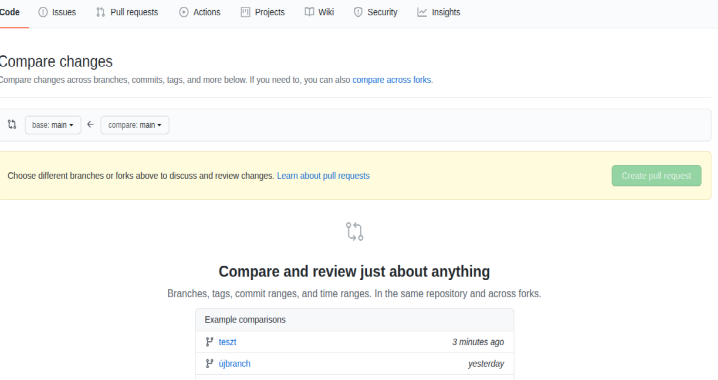 Code Issues Pull requests Actions Projects Wiki Security Insights
Compare changes
Compare changes across branches, commits, tags, and more below. If you need to, you can also compare across forks.
base: main compare: main
Choose different branches or forks above to discuss and review changes. Learn about pull requests Create pull request
Compare and review just about anything
Branches, tags, commit ranges, and time ranges. In the same repository and across forks.
Example comparisons
teszt 3 minutes ago
újbranch yesterday